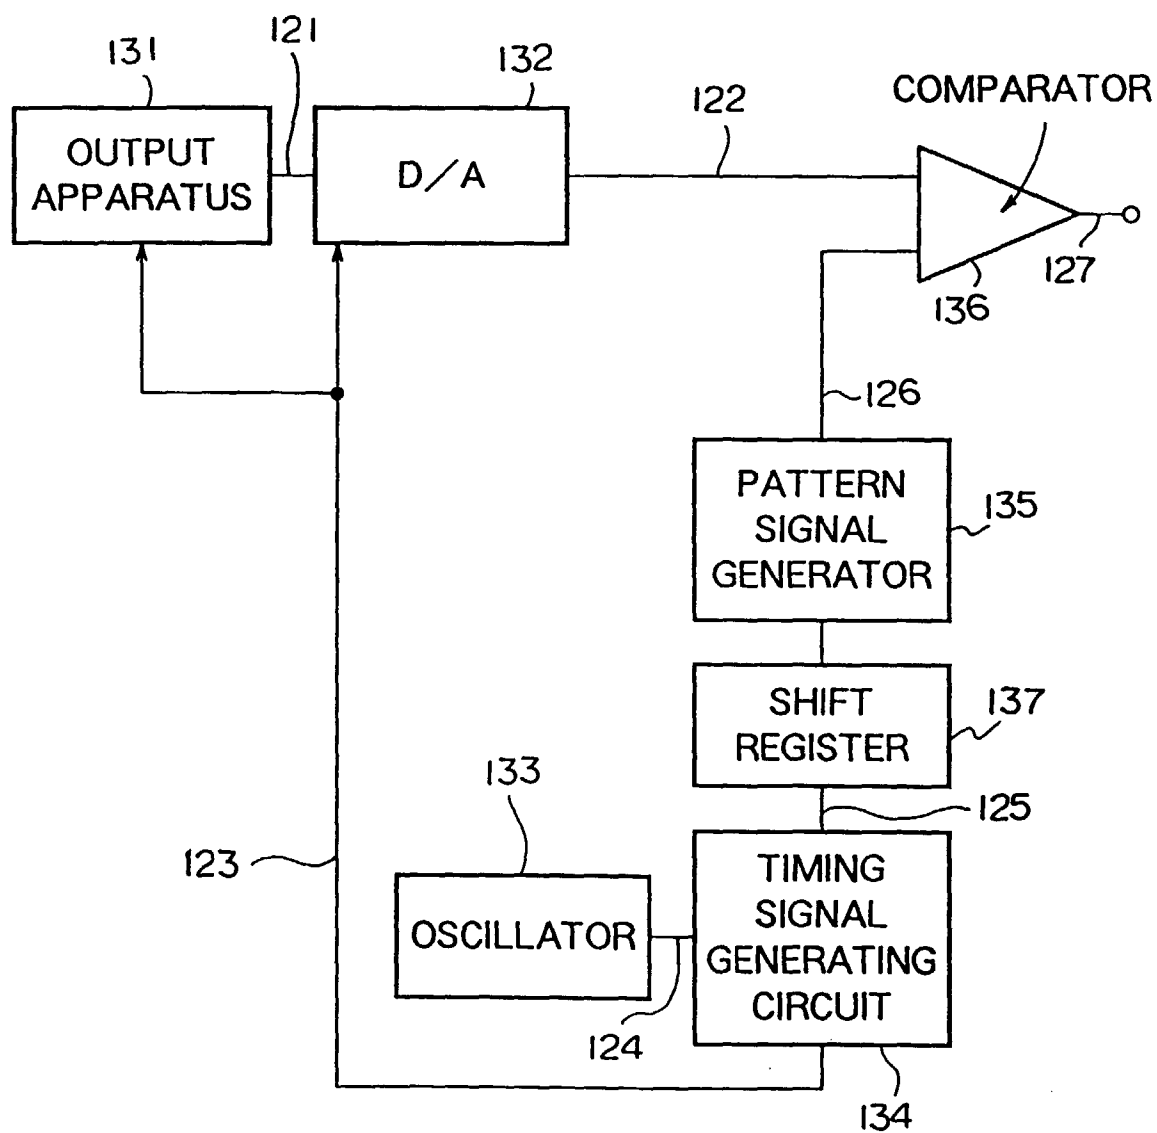 131
121
132
122
COMPARATOR
OUTPUT
APPARATUS
D/A
127
136
126
PATTERN
SIGNAL
GENERATOR
135
SHIFT
REGISTER
137
133
125
123
TIMING
SIGNAL
GENERATING
CIRCUIT
OSCILLATOR
124
134